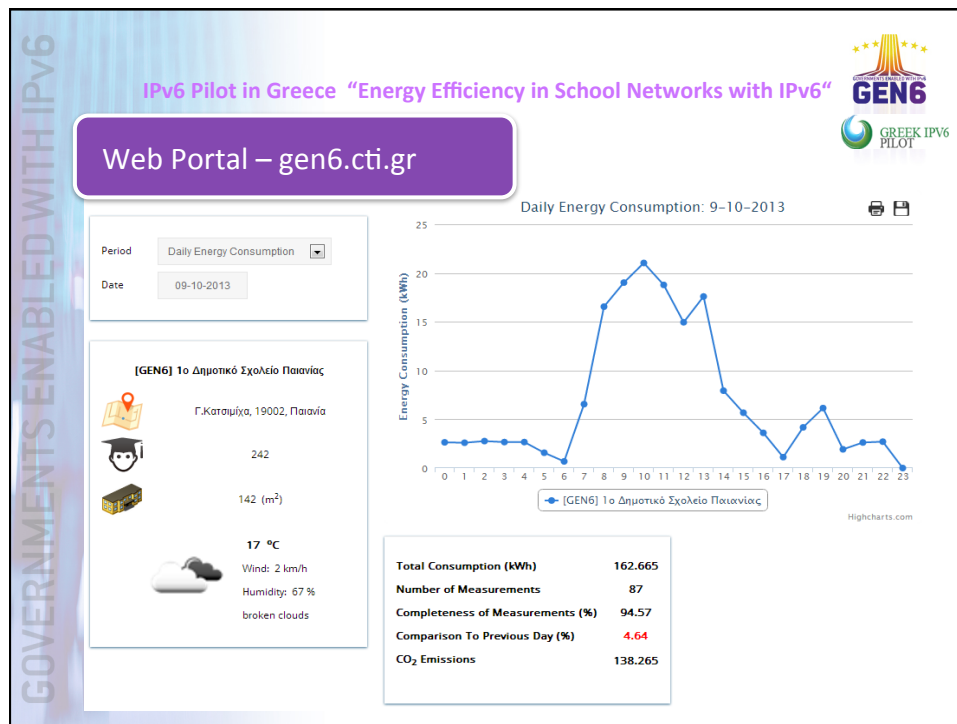 GOVERNMENTS ENABLED WITH IPv6
IPv6 Pilot in Greece “Energy Efficiency in School Networks with IPv6“
GOVERNMENTS ENABLED WITH IPv6
GEN6
GREEK IPV6
PILOT
Web Portal – gen6.cti.gr
Period
Daily Energy Consumption
Date
09-10-2013
[GEN6] 1ο Δημοτικό Σχολείο Παιανίας
Γ.Κατσιμίχα, 19002, Παιανία
242
142 (m²)
17 ºC
Wind: 2 km/h
Humidity: 67 %
broken clouds
Daily Energy Consumption: 9-10-2013
Energy Consumption (kWh)
25
20
15
10
5
0
0 1 2 3 4 5 6 7 8 9 10 11 12 13 14 15 16 17 18 19 20 21 22 23
[GEN6] 1ο Δημοτικό Σχολείο Παιανίας
Highcharts.com
Total Consumption (kWh) 162.665
Number of Measurements 87
Completeness of Measurements (%) 94.57
Comparison To Previous Day (%) 4.64
CO₂ Emissions 138.265